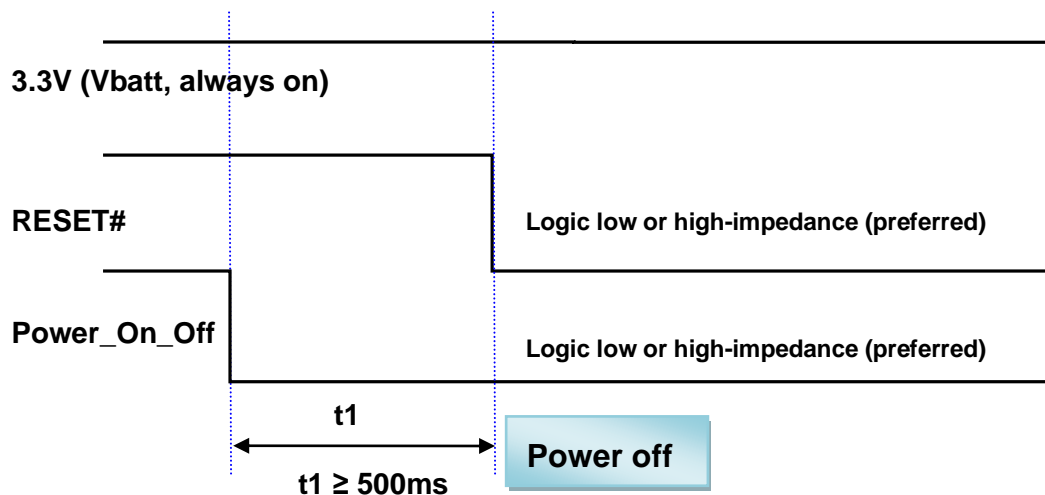 3.3V (Vbatt, always on)
RESET#
Logic low or high-impedance (preferred)
Power_On_Off
Logic low or high-impedance (preferred)
t1
Power off
t1 ≥ 500ms